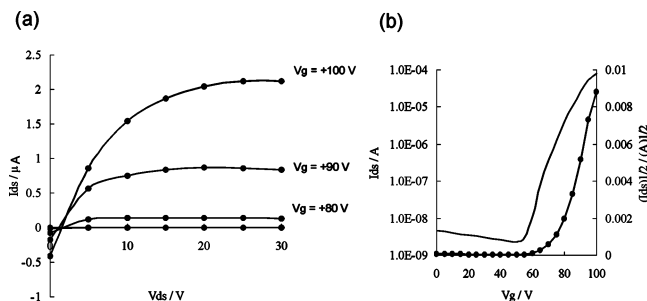 (a)
(b)
2.5
2
1.5
1
0.5
0
-0.5
-1
Ids / μA
0
10
20
30
Vds / V
Vg = +100 V
Vg = +90 V
Vg = +80 V
1.0E-04
1.0E-05
1.0E-06
1.0E-07
1.0E-08
1.0E-09
Ids / A
0
20
40
60
80
100
Vg / V
0.01
0.008
0.006
0.004
0.002
0
(Ids)1/2 / (A)1/2